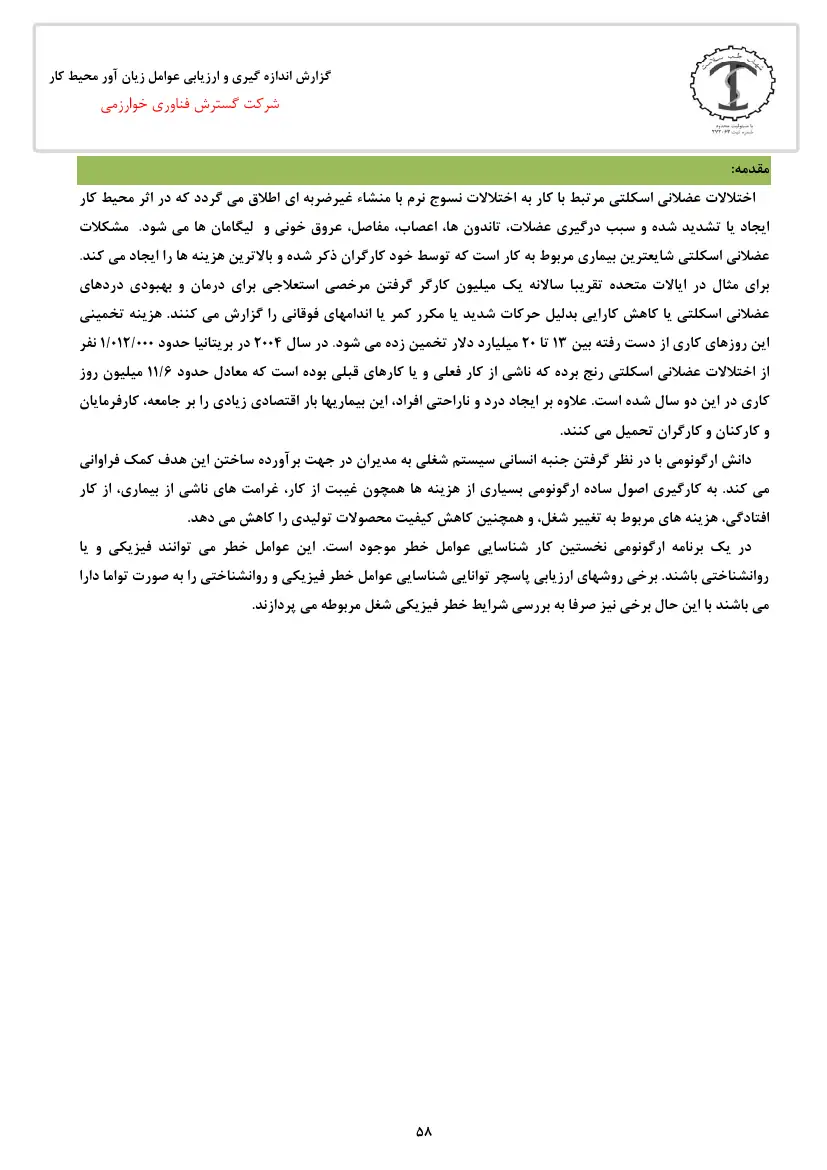 گزارش اندازه گیری و ارزیابی عوامل زیان آور محیط کار
شرکت گسترش فناوری خوارزمی
شهاب طب سلامت
با مسئولیت محدود
مقدمه:
اختلالات عضلانی اسکلتی مرتبط با کار به اختلالات نسوج نرم با منشاء غیرضربه ای اطلاق می گردد که در اثر محیط کار
ایجاد یا تشدید شده و سبب درگیری عضلات، تاندون ها، اعصاب، مفاصل، عروق خونی و لیگامان ها می شود. مشکلات
عضلانی اسکلتی شایعترین بیماری مربوط به کار است که توسط خود کارگران ذکر شده و بالاترین هزینه ها را ایجاد می کند.
برای مثال در ایالات متحده تقریبا سالانه یک میلیون کارگر گرفتن مرخصی استعلاجی برای درمان و بهبودی دردهای
عضلانی اسکلتی یا کاهش کارایی بدلیل حرکات شدید یا مکرر کمر یا اندامهای فوقانی را گزارش می کنند. هزینه تخمینی
این روزهای کاری از دست رفته بین ۱۳ تا ۲۰ میلیارد دلار تخمین زده می شود. در سال ۲۰۰۴ در بریتانیا حدود ۱/۰۱۲/۰۰۰ نفر
از اختلالات عضلانی اسکلتی رنج برده که ناشی از کار فعلی و یا کارهای قبلی بوده است که معادل حدود ۱۱/۶ میلیون روز
کاری در این دو سال شده است. علاوه بر ایجاد درد و ناراحتی افراد، این بیماریها بار اقتصادی زیادی را بر جامعه، کارفرمایان
و کارکنان و کارگران تحمیل می کنند.
دانش ارگونومی با در نظر گرفتن جنبه انسانی سیستم شغلی به مدیران در جهت برآورده ساختن این هدف کمک فراوانی
می کند. به کارگیری اصول ساده ارگونومی بسیاری از هزینه ها همچون غیبت از کار، غرامت های ناشی از بیماری، از کار
افتادگی، هزینه های مربوط به تغییر شغل، و همچنین کاهش کیفیت محصولات تولیدی را کاهش می دهد.
در یک برنامه ارگونومی نخستین کار شناسایی عوامل خطر موجود است. این عوامل خطر می توانند فیزیکی و یا
روانشناختی باشند. برخی روشهای ارزیابی پاسچر توانایی شناسایی عوامل خطر فیزیکی و روانشناختی را به صورت تواما دارا
می باشند با این حال برخی نیز صرفا به بررسی شرایط خطر فیزیکی شغل مربوطه می پردازند.
۵۸